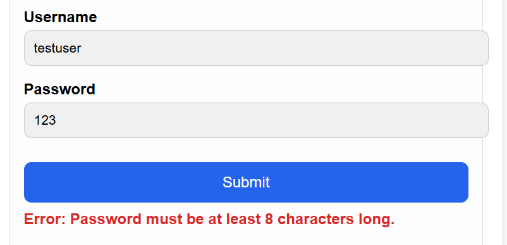 Username
testuser
Password
123
Submit
Error: Password must be at least 8 characters long.